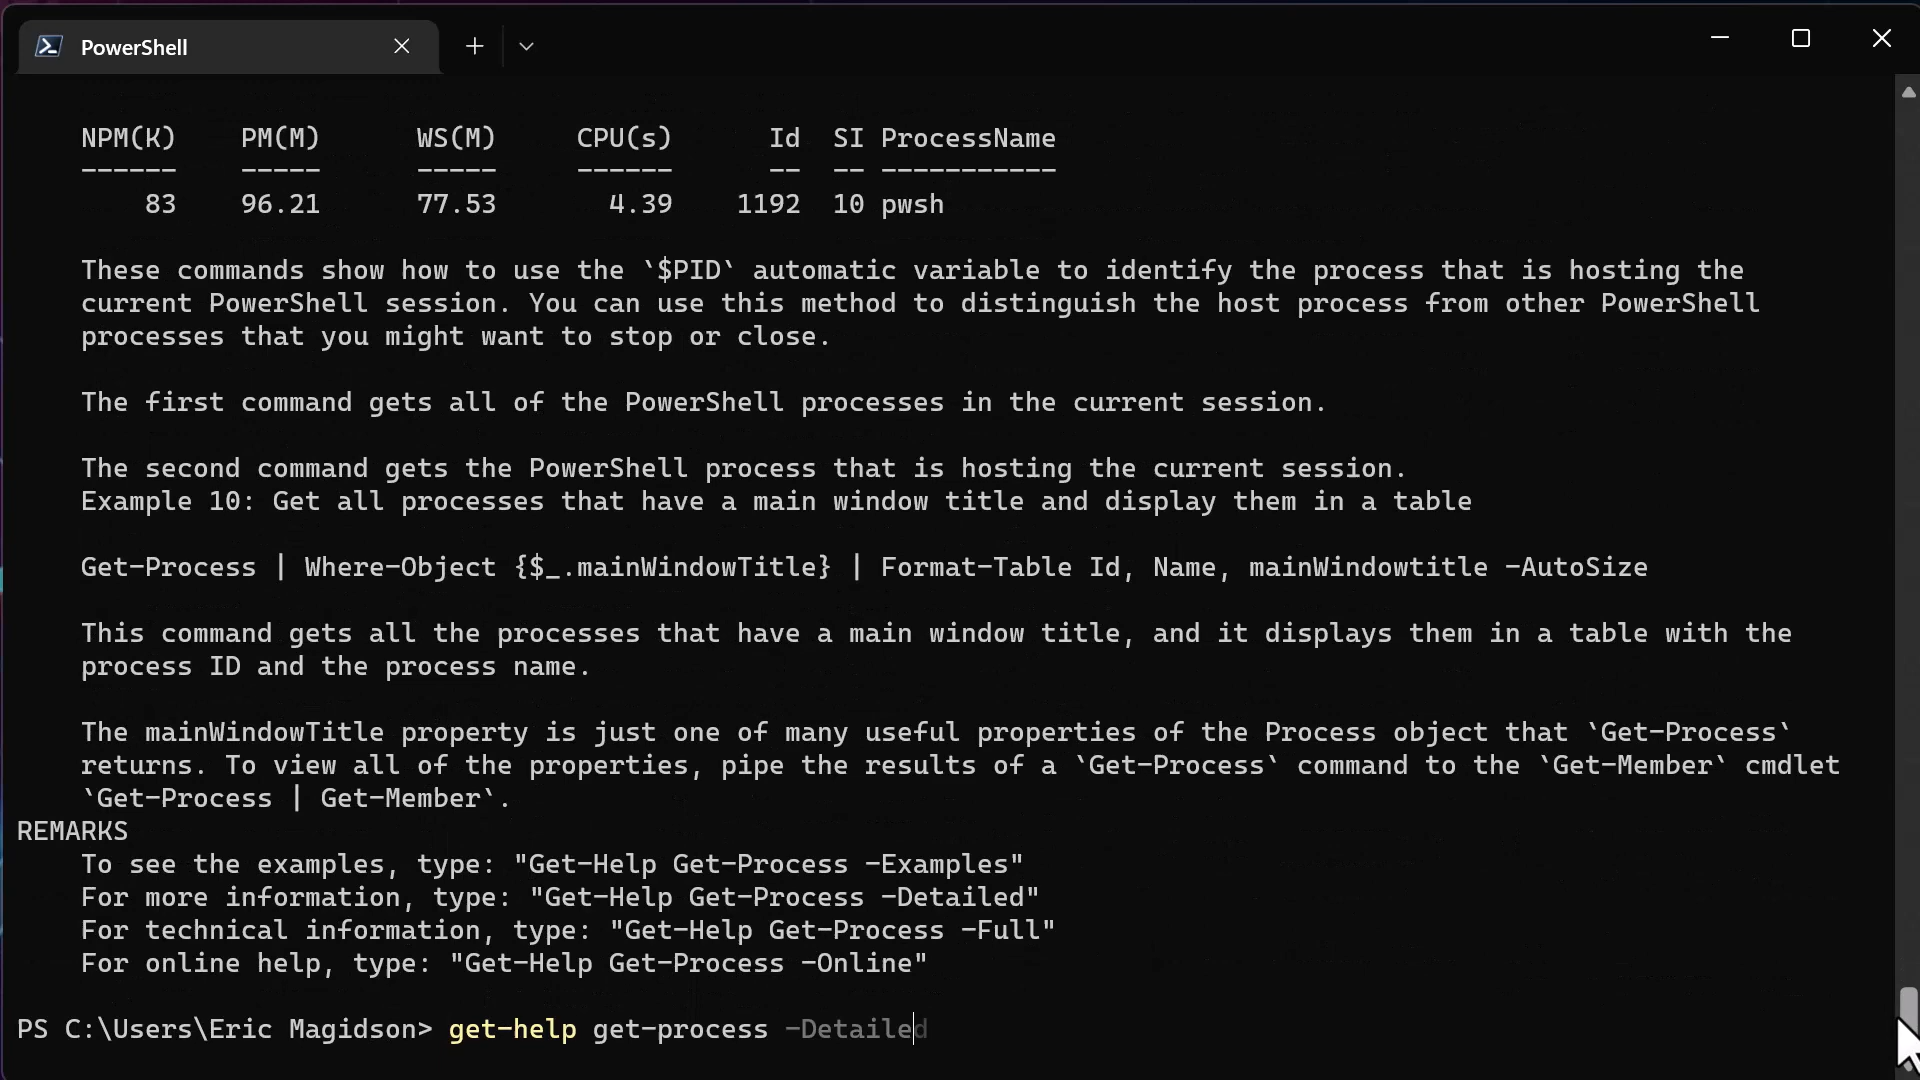 PowerShell
NPM(K)    PM(M)      WS(M)     CPU(s)      Id  SI ProcessName
------    -----      -----     ------      --  -- -----------
83    96.21      77.53       4.39    1192  10 pwsh
These commands show how to use the `$PID` automatic variable to identify the process that is hosting the
current PowerShell session. You can use this method to distinguish the host process from other PowerShell
processes that you might want to stop or close.
The first command gets all of the PowerShell processes in the current session.
The second command gets the PowerShell process that is hosting the current session.
Example 10: Get all processes that have a main window title and display them in a table
Get-Process | Where-Object {$_.mainWindowTitle} | Format-Table Id, Name, mainWindowtitle -AutoSize
This command gets all the processes that have a main window title, and it displays them in a table with the
process ID and the process name.
The mainWindowTitle property is just one of many useful properties of the Process object that `Get-Process`
returns. To view all of the properties, pipe the results of a `Get-Process` command to the `Get-Member` cmdlet
`Get-Process | Get-Member`.
REMARKS
To see the examples, type: "Get-Help Get-Process -Examples"
For more information, type: "Get-Help Get-Process -Detailed"
For technical information, type: "Get-Help Get-Process -Full"
For online help, type: "Get-Help Get-Process -Online"
PS C:\Users\Eric Magidson> get-help get-process -Detailed